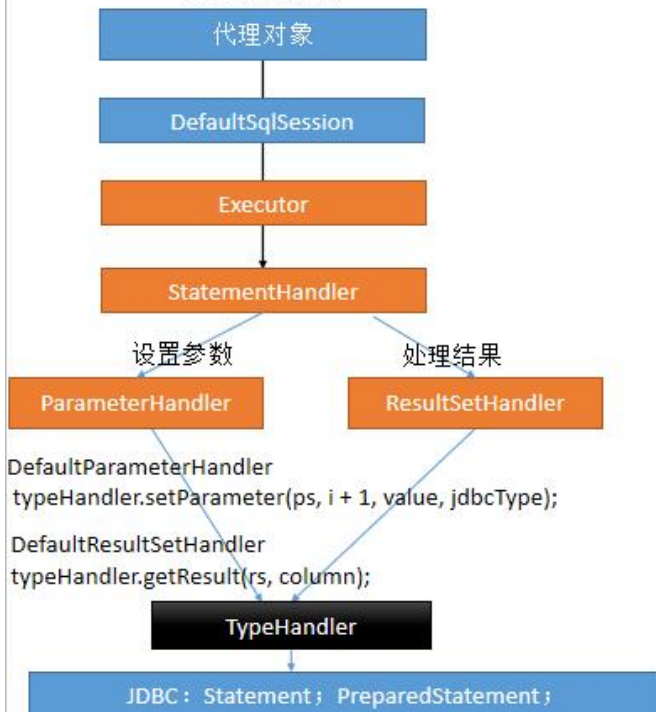 代理对象
DefaultSqlSession
Executor
StatementHandler
设置参数
处理结果
ParameterHandler
ResultSetHandler
DefaultParameterHandler
typeHandler.setParameter(ps, i + 1, value, jdbcType);
DefaultResultSetHandler
typeHandler.getResult(rs, column);
TypeHandler
JDBC：Statement；PreparedStatement；